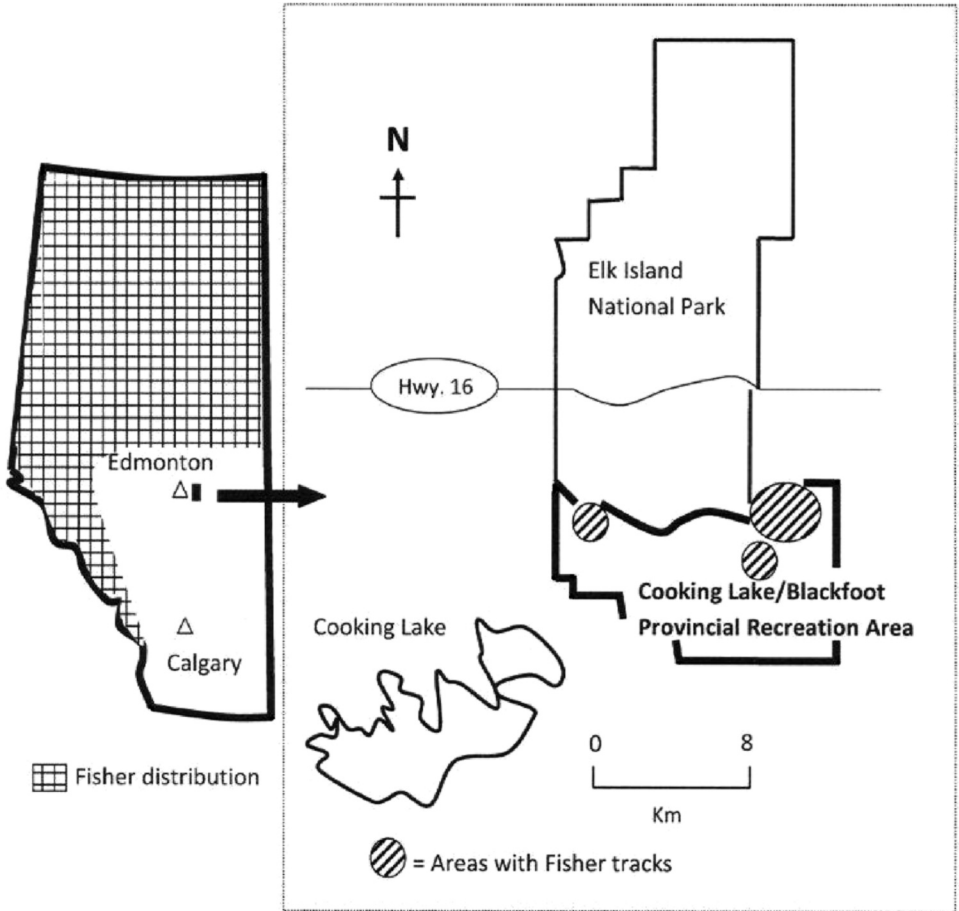 N
Elk Island
National Park
Hwy. 16
Edmonton
Cooking Lake/Blackfoot
Provincial Recreation Area
Cooking Lake
Calgary
0 8
Km
Fisher distribution
= Areas with Fisher tracks